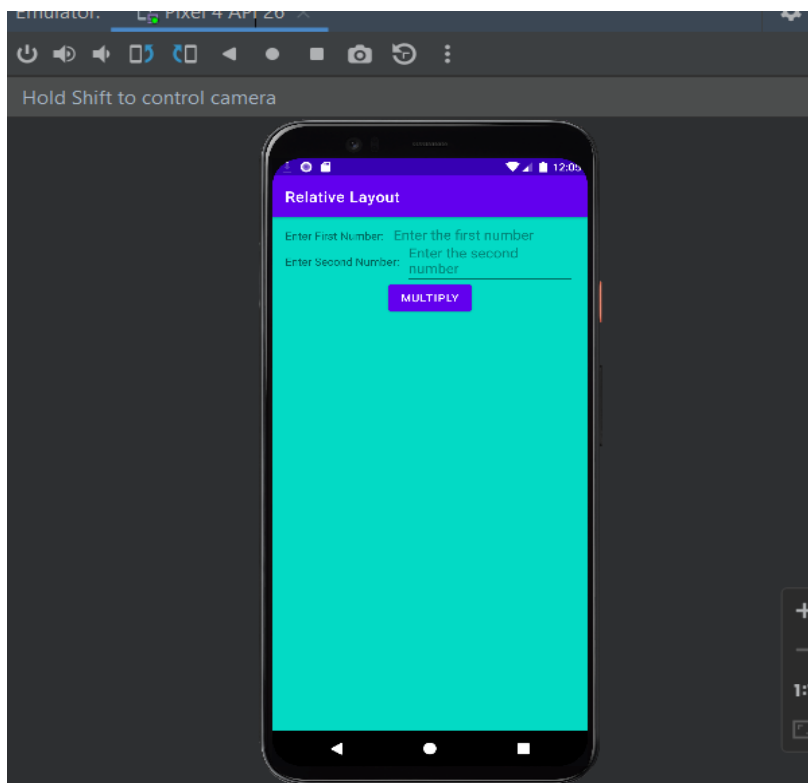 Emulator: Pixel 4 API 26
Hold Shift to control camera
12:05
Relative Layout
Enter First Number: Enter the first number
Enter Second Number: Enter the second number
MULTIPLY